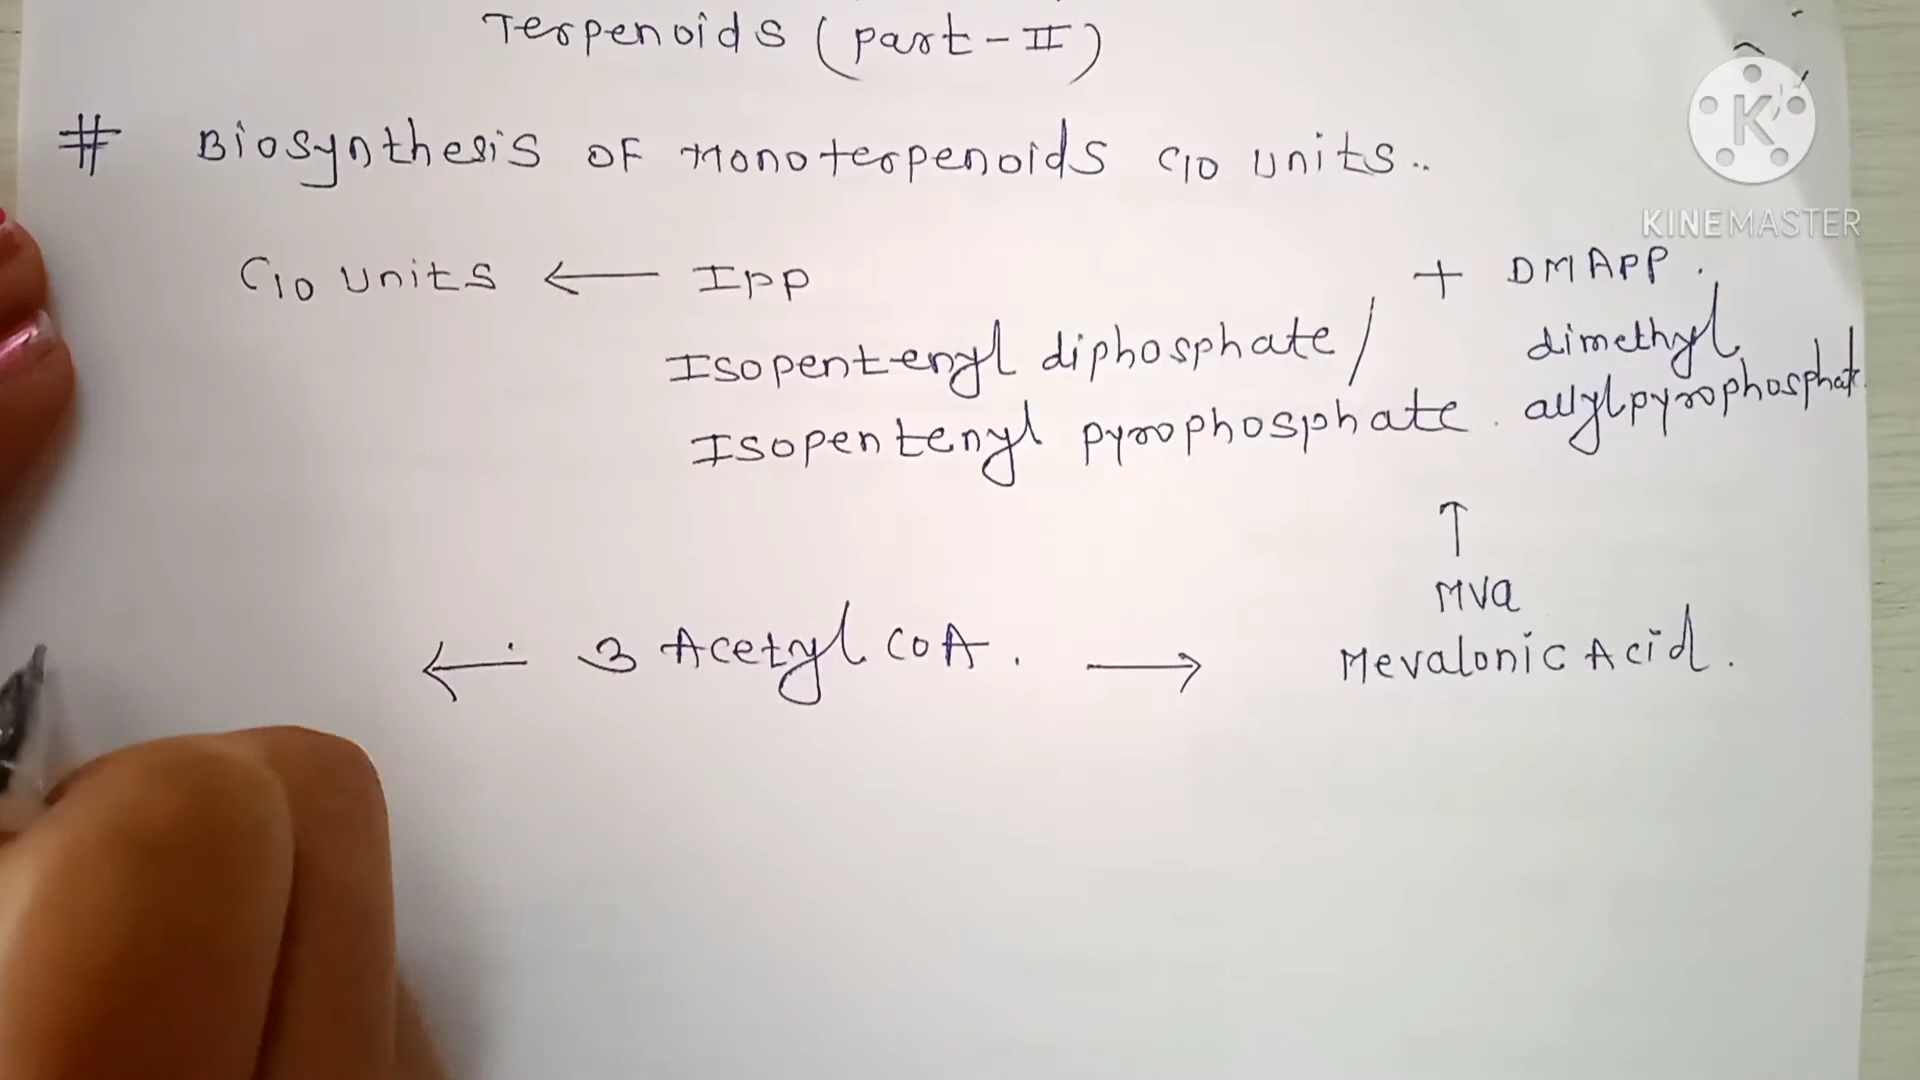 Terpenoids (part-II)
# Biosynthesis OF Monoterpenoids C10 Units..
C10 Units ← IPP + DMAPP.
Isopentenyl diphosphate / dimethyl
Isopentenyl pyrophosphate. allylpyrophosphate
↑
MVa
← 3 Acetyl CoA. → Mevalonic Acid.
K
KINEMASTER